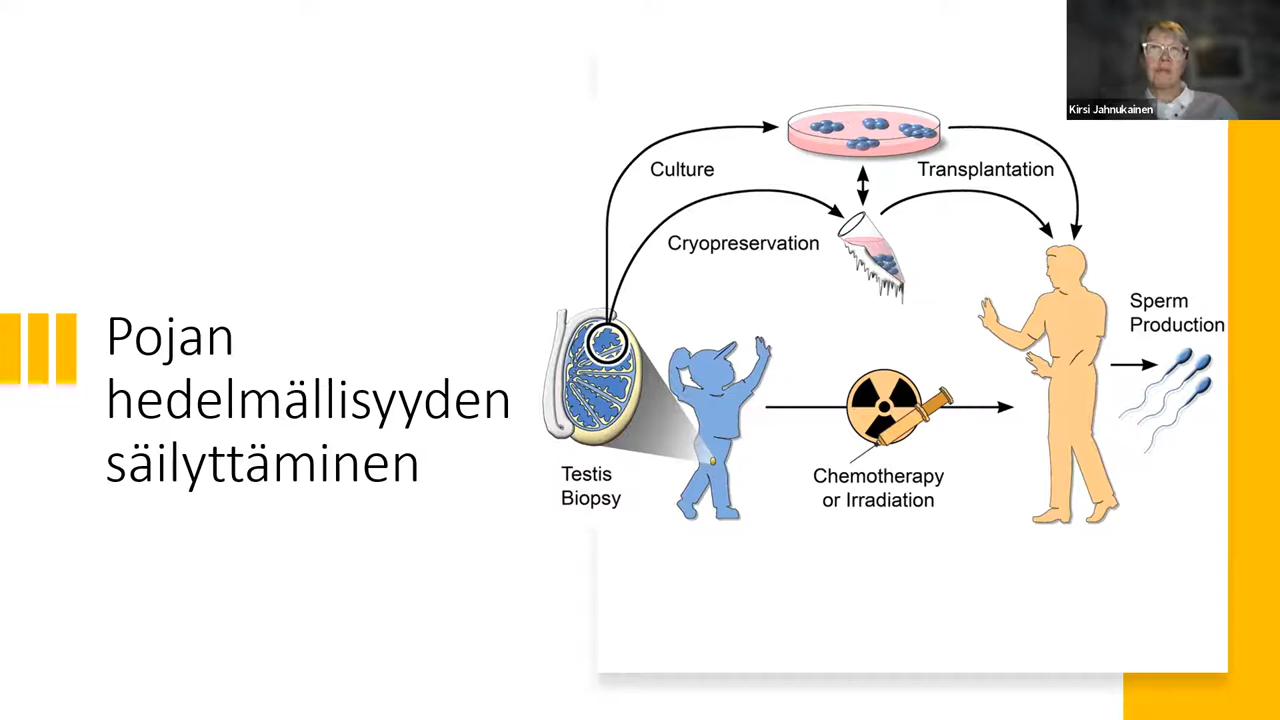 Kirsi Jahnukainen
Pojan
hedelmällisyyden
säilyttäminen
Culture
Transplantation
Cryopreservation
Sperm
Production
Testis
Biopsy
Chemotherapy
or Irradiation